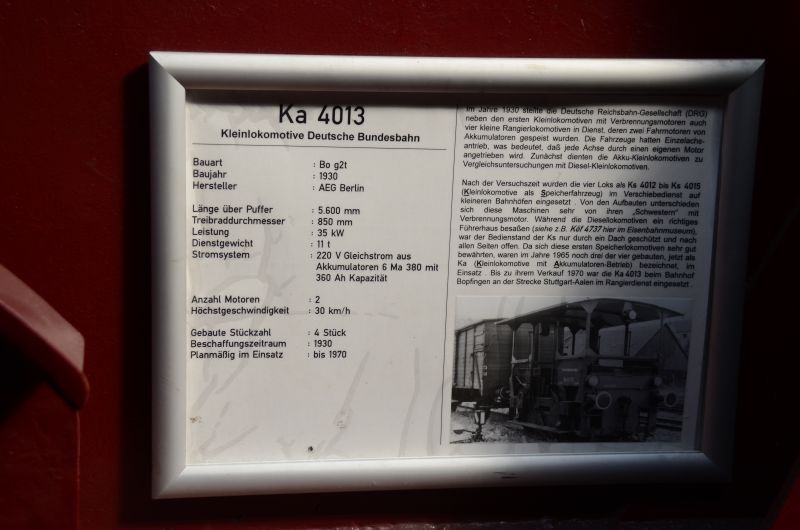 Ka 4013
Kleinlokomotive Deutsche Bundesbahn
Bauart : Bo g2t
Baujahr : 1930
Hersteller : AEG Berlin
Länge über Puffer : 5.600 mm
Treibraddurchmesser : 850 mm
Leistung : 35 kW
Dienstgewicht : 11 t
Stromsystem : 220 V Gleichstrom aus
Akkumulatoren 6 Ma 380 mit
360 Ah Kapazität
Anzahl Motoren : 2
Höchstgeschwindigkeit : 30 km/h
Gebaute Stückzahl : 4 Stück
Beschaffungszeitraum : 1930
Planmäßig im Einsatz : bis 1970
Im Jahre 1930 stellte die Deutsche Reichsbahn-Gesellschaft (DRG)
neben den ersten Kleinlokomotiven mit Verbrennungsmotoren auch
vier kleine Rangierlokomotiven in Dienst, deren zwei Fahrmotoren von
Akkumulatoren gespeist wurden. Die Fahrzeuge hatten Einzelachs-
antrieb, was bedeutet, daß jede Achse durch einen eigenen Motor
angetrieben wird. Zunächst dienten die Akku-Kleinlokomotiven zu
Vergleichsuntersuchungen mit Diesel-Kleinlokomotiven.
Nach der Versuchszeit wurden die vier Loks als Ks 4012 bis Ks 4015
(Kleinlokomotive als Speicherfahrzeug) im Verschiebedienst auf
kleineren Bahnhöfen eingesetzt . Von den Aufbauten unterschieden
sich diese Maschinen sehr von ihren „Schwestern“ mit
Verbrennungsmotor. Während die Diesellokomotiven ein richtiges
Führerhaus besaßen (siehe z.B. Köf 4737 hier im Eisenbahnmuseum),
war der Bedienstand der Ks nur durch ein Dach geschützt und nach
allen Seiten offen. Da sich diese ersten Speicherlokomotiven sehr gut
bewährten, waren im Jahre 1965 noch drei der vier gebauten, jetzt als
Ka (Kleinlokomotive mit Akkumulatoren-Betrieb) bezeichnet, im
Einsatz . Bis zu ihrem Verkauf 1970 war die Ka 4013 beim Bahnhof
Bopfingen an der Strecke Stuttgart-Aalen im Rangierdienst eingesetzt .